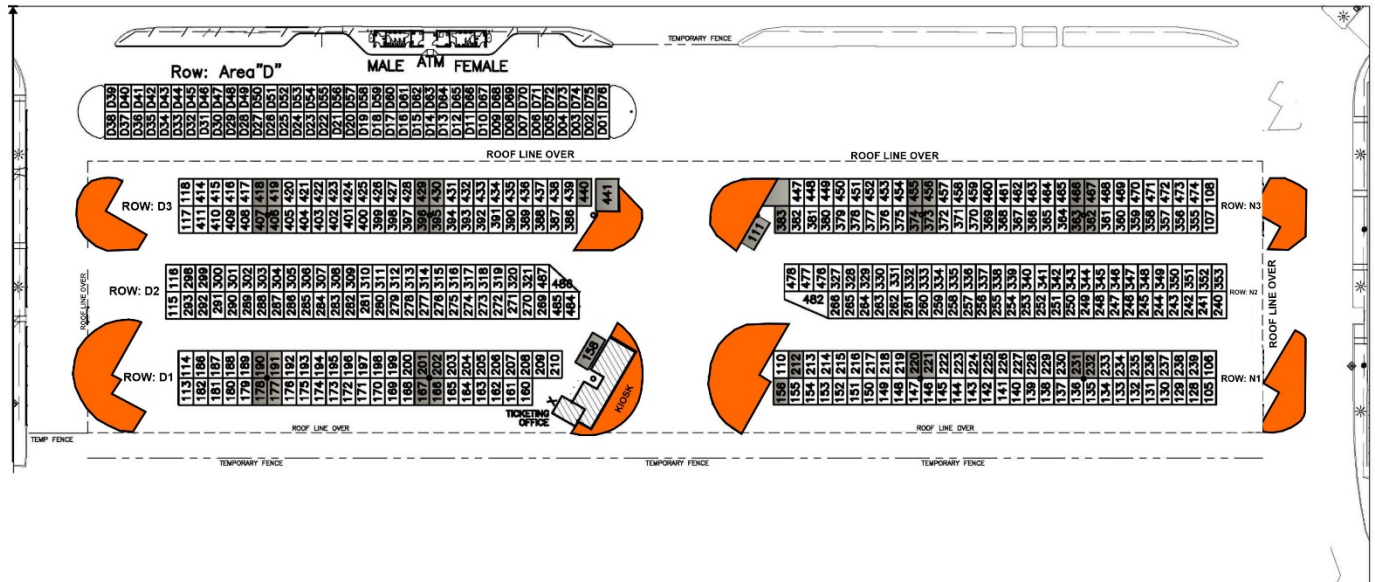 TEMPORARY FENCE
MALE ATM FEMALE
Row: Area"D"
D39 D40 D41 D42 D43 D44 D45 D46 D47 D48 D49 D50 D51 D52 D53 D54 D55 D56 D57 D58 D59 D60 D61 D62 D63 D64 D65 D66 D67 D68 D69 D70 D71 D72 D73 D74 D75 D76
D38 D37 D36 D35 D34 D33 D32 D31 D30 D29 D28 D27 D26 D25 D24 D23 D22 D21 D20 D19 D18 D17 D16 D15 D14 D13 D12 D11 D10 D09 D08 D07 D06 D05 D04 D03 D02 D01
ROOF LINE OVER ROOF LINE OVER
118 414 415 416 417 418 419 420 421 422 423 424 425 426 427 428 429 430 431 432 433 434 435 436 437 438 439 440 441
ROW: D3
117 411 410 409 408 407 406 405 404 403 402 401 400 399 398 397 396 395 394 393 392 391 390 389 388 387 386
447 448 449 450 451 452 453 454 455 456 457 458 459 460 461 462 463 464 465 466 467 468 469 470 471 472 473 474 108
ROW: N3
111 383 382 381 380 379 378 377 376 375 374 373 372 371 370 369 368 367 366 365 364 363 362 361 360 359 358 357 356 355 107
116 298 299 300 301 302 303 304 305 306 307 308 309 310 311 312 313 314 315 316 317 318 319 320 321 487 486
ROW: D2
115 293 292 291 290 289 288 287 286 285 284 283 282 281 280 279 278 277 276 275 274 273 272 271 270 269 485 484
478 477 476 327 328 329 330 331 332 333 334 335 336 337 338 339 340 341 342 343 344 345 346 347 348 349 350 351 352 353
ROW: N2
482 266 265 264 263 262 261 260 259 258 257 256 255 254 253 252 251 250 249 248 247 246 245 244 243 242 241 240
ROOF LINE OVER
ROOF LINE OVER
114 186 187 188 189 190 191 192 193 194 195 196 197 198 199 200 201 202 203 204 205 206 207 208 209 210
ROW: D1
113 114 182 181 180 179 178 177 176 175 174 173 172 171 170 169 168 167 166 165 164 163 162 161 160
158
KIOSK
TICKETING
OFFICE
110 212 213 214 215 216 217 218 219 220 221 222 223 224 225 226 227 228 229 230 231 232 233 234 235 236 237 238 239 106
ROW: N1
156 155 154 153 152 151 150 149 148 147 146 145 144 143 142 141 140 139 138 137 136 135 134 133 132 131 130 129 128 105
ROOF LINE OVER ROOF LINE OVER
TEMP FENCE
TEMPORARY FENCE TEMPORARY FENCE TEMPORARY FENCE